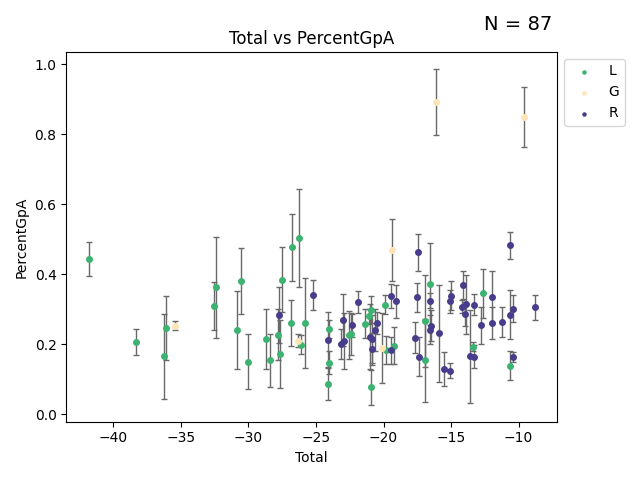 N = 87
Total vs PercentGpA
L
G
R
PercentGpA
1.0
0.8
0.6
0.4
0.2
0.0
−40 −35 −30 −25 −20 −15 −10
Total